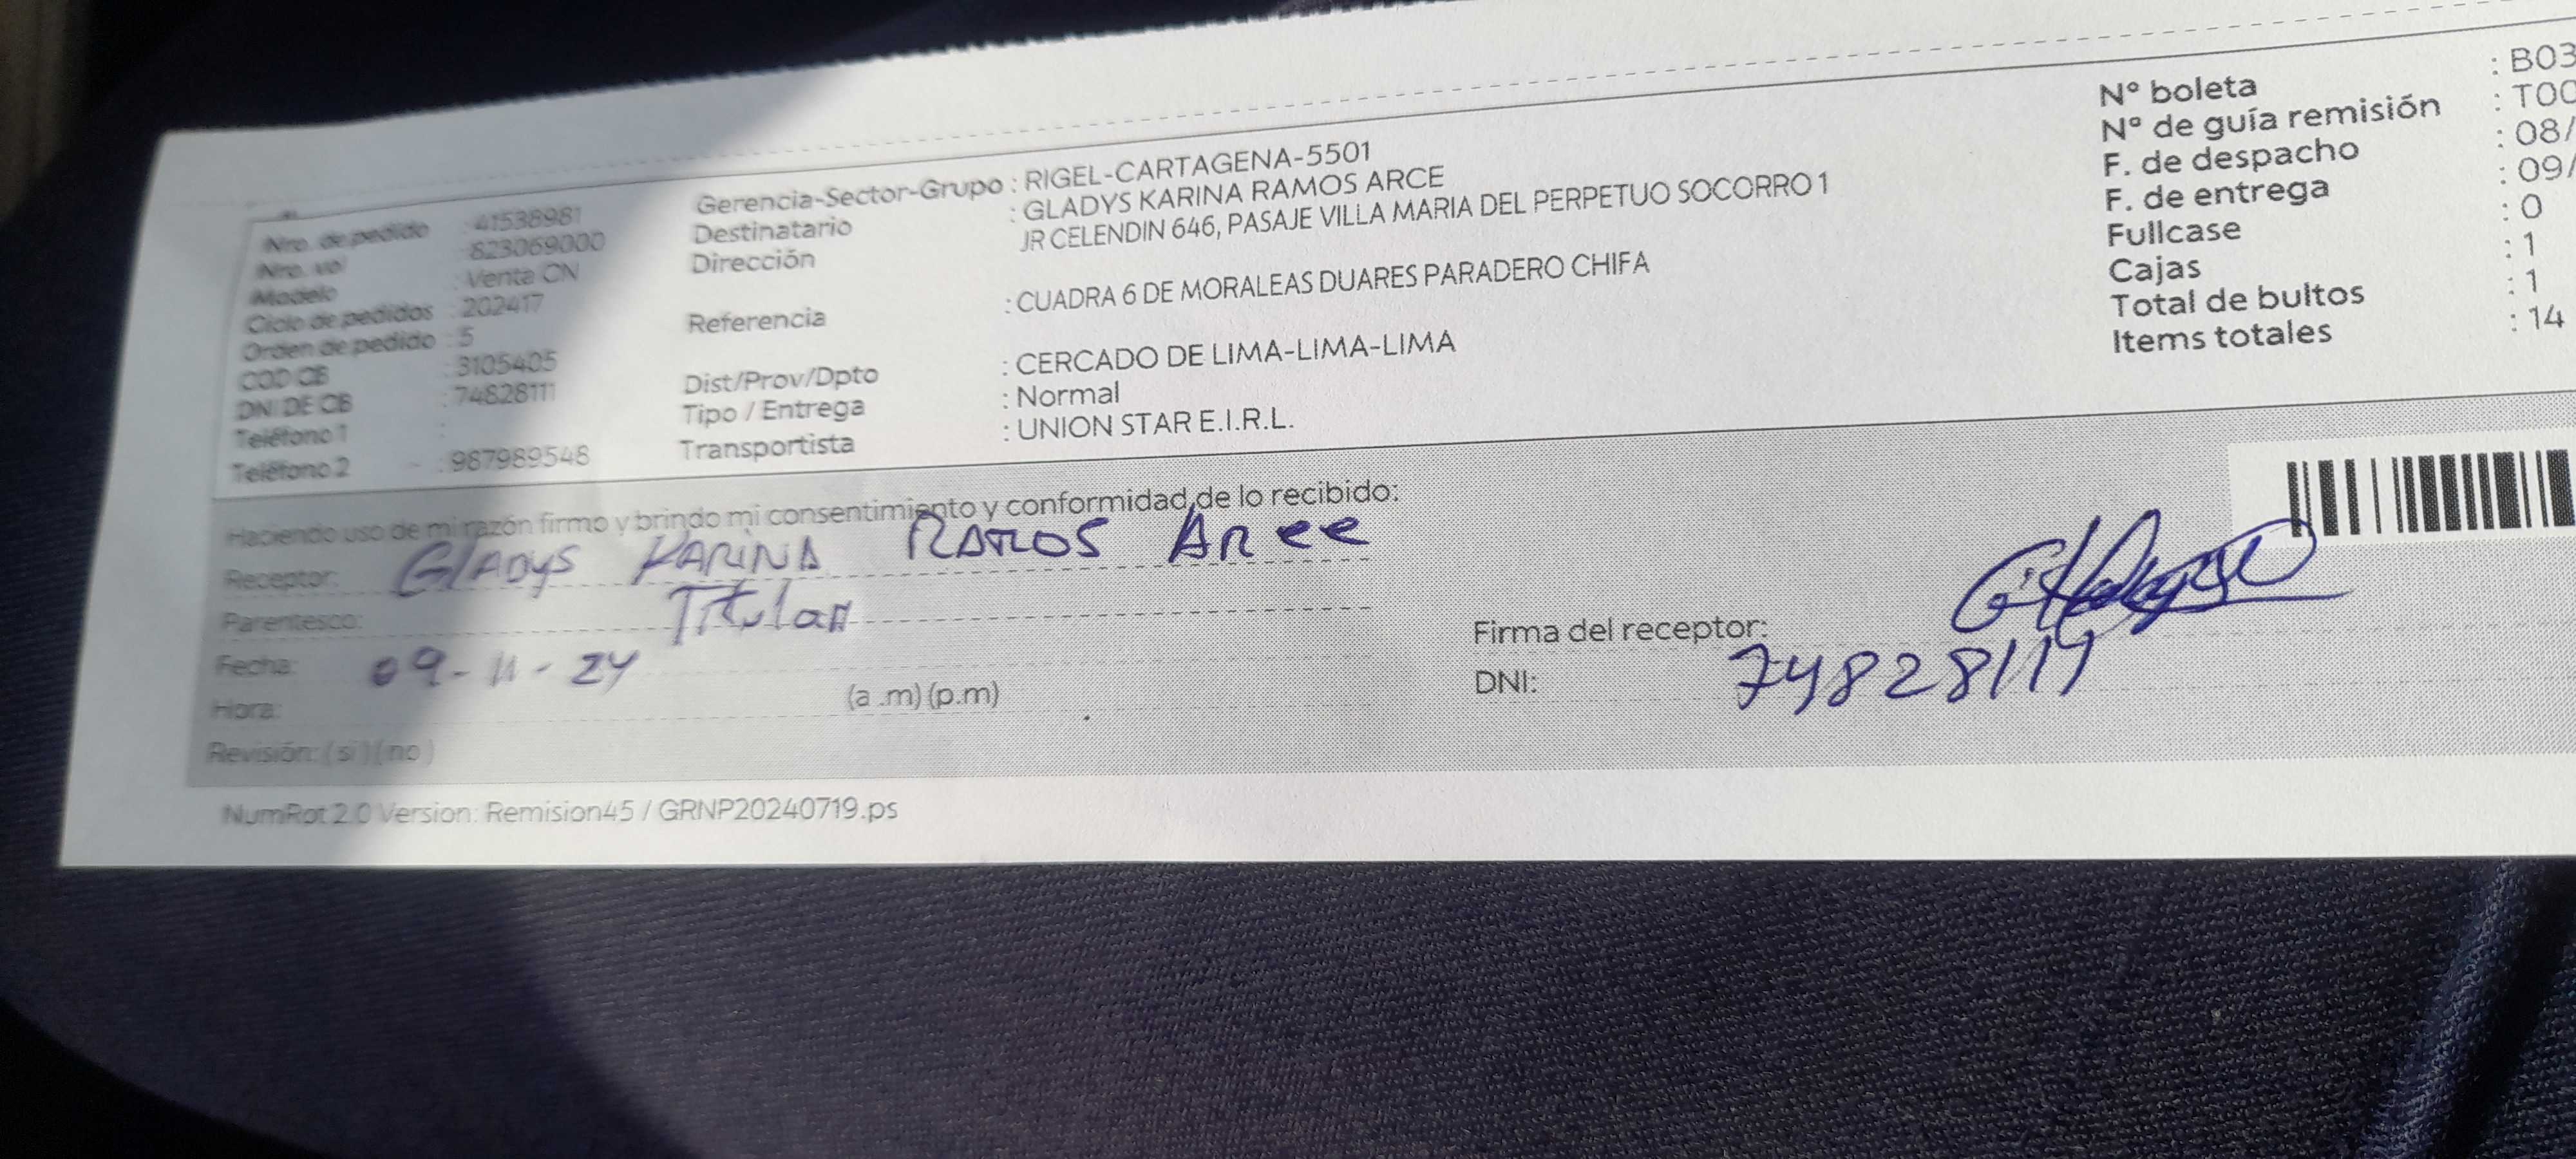 Nro. de pedido : 41538981
Nro. vol : 823069000
Modelo : Venta CN
Ciclo de pedidos : 202417
Orden de pedido : 5
COD CB : 3105405
DNI DE CB : 74828111
Teléfono 1 :
Teléfono 2 : 987989548
Gerencia-Sector-Grupo : RIGEL-CARTAGENA-5501
Destinatario : GLADYS KARINA RAMOS ARCE
Dirección JR CELENDIN 646, PASAJE VILLA MARIA DEL PERPETUO SOCORRO 1
Referencia : CUADRA 6 DE MORALEAS DUARES PARADERO CHIFA
Dist/Prov/Dpto : CERCADO DE LIMA-LIMA-LIMA
Tipo / Entrega : Normal
Transportista : UNION STAR E.I.R.L.
N° boleta : B03
N° de guía remisión : T00
F. de despacho : 08/
F. de entrega : 09/
Fullcase : 0
Cajas : 1
Total de bultos : 1
Items totales : 14
Haciendo uso de mi razón firmo y brindo mi consentimiento y conformidad de lo recibido:
Receptor: GlADYS KARINA RAMOS Arce
Parentesco: Titular
Fecha: 09-11-24
Hora: (a .m) (p.m)
Revisión: ( si ) ( no )
Firma del receptor:
DNI:
NumRot 2.0 Version: Remision45 / GRNP20240719.ps